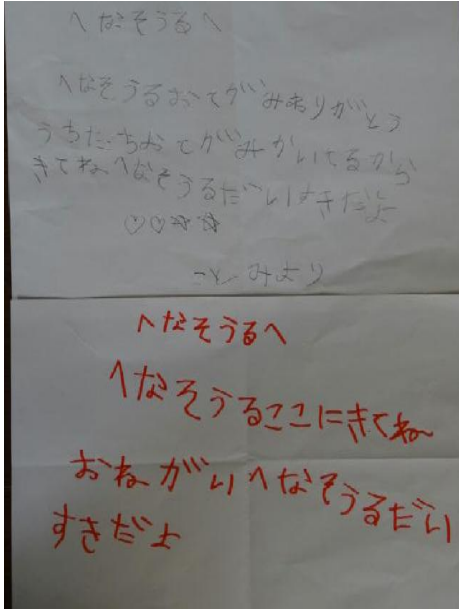 へなそうるへ
へなそうるおてがみありがとう
うちたちおてがみかいてるから
きてねへなそうるだいすきだよ
♡♡☆☆
ことみより
へなそうるへ
へなそうるここにきてね
おねがいへなそうるだい
すきだよ